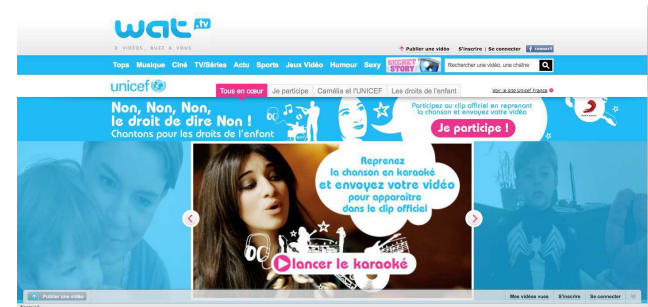 wat.tv
VIDÉOS, BUZZ & VOUS
Publier une vidéo S'inscrire | Se connecter f connect
Tops Musique Ciné TV/Séries Actu Sports Jeux Vidéo Humour Sexy SECRET STORY Rechercher une vidéo, une chaîne
unicef
Tous en cœur Je participe Camélia et l'UNICEF Les droits de l'enfant Voir le site Unicef France
Non, Non, Non,
le droit de dire Non !
Chantons pour les droits de l'enfant
Participez au clip officiel en reprenant
la chanson et envoyez votre vidéo
Je participe !
Reprenez
la chanson en karaoké
et envoyez votre vidéo
pour apparaître
dans le clip officiel
lancer le karaoké
Publier une vidéo Mes vidéos vues S'inscrire Se connecter